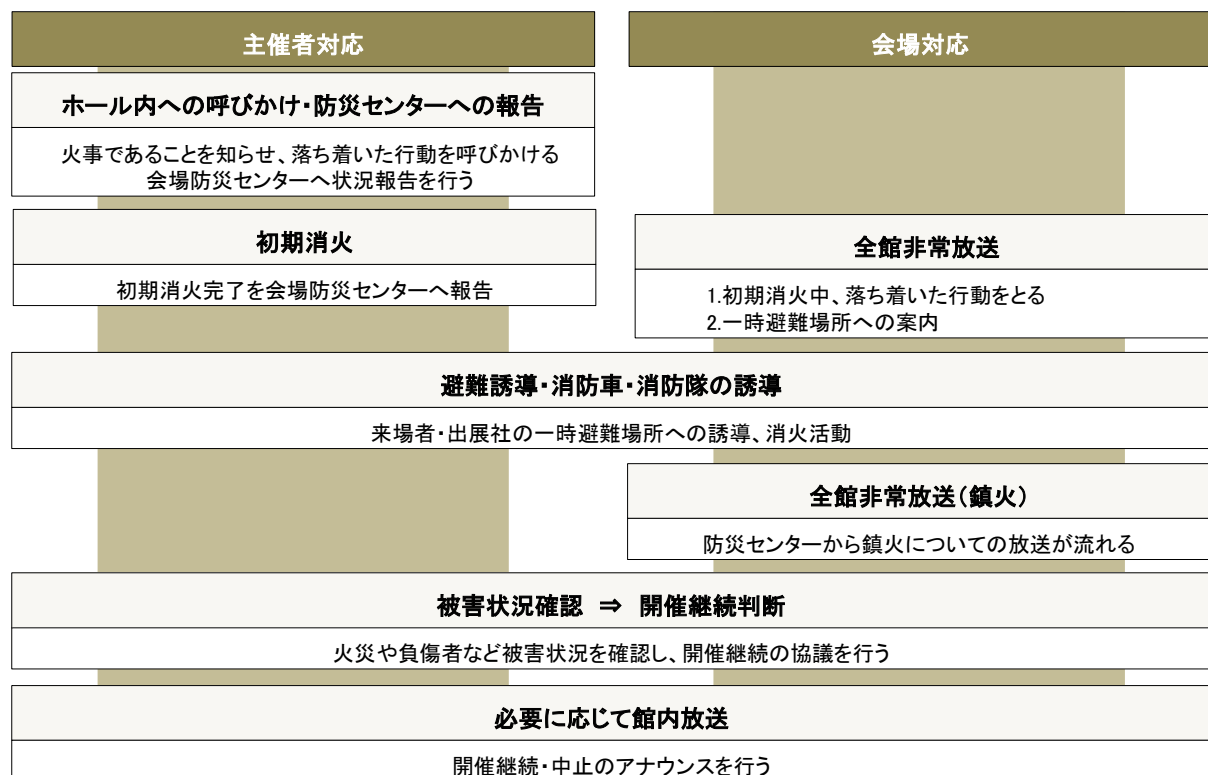 主催者対応
会場対応
ホール内への呼びかけ・防災センターへの報告
火事であることを知らせ、落ち着いた行動を呼びかける
会場防災センターへ状況報告を行う
初期消火
初期消火完了を会場防災センターへ報告
全館非常放送
1.初期消火中、落ち着いた行動をとる
2.一時避難場所への案内
避難誘導・消防車・消防隊の誘導
来場者・出展社の一時避難場所への誘導、消火活動
全館非常放送(鎮火)
防災センターから鎮火についての放送が流れる
被害状況確認 ⇒ 開催継続判断
火災や負傷者など被害状況を確認し、開催継続の協議を行う
必要に応じて館内放送
開催継続・中止のアナウンスを行う